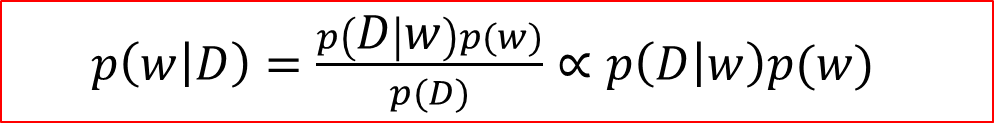 p(w|D) = p(D|w)p(w) / p(D) ∝ p(D|w)p(w)